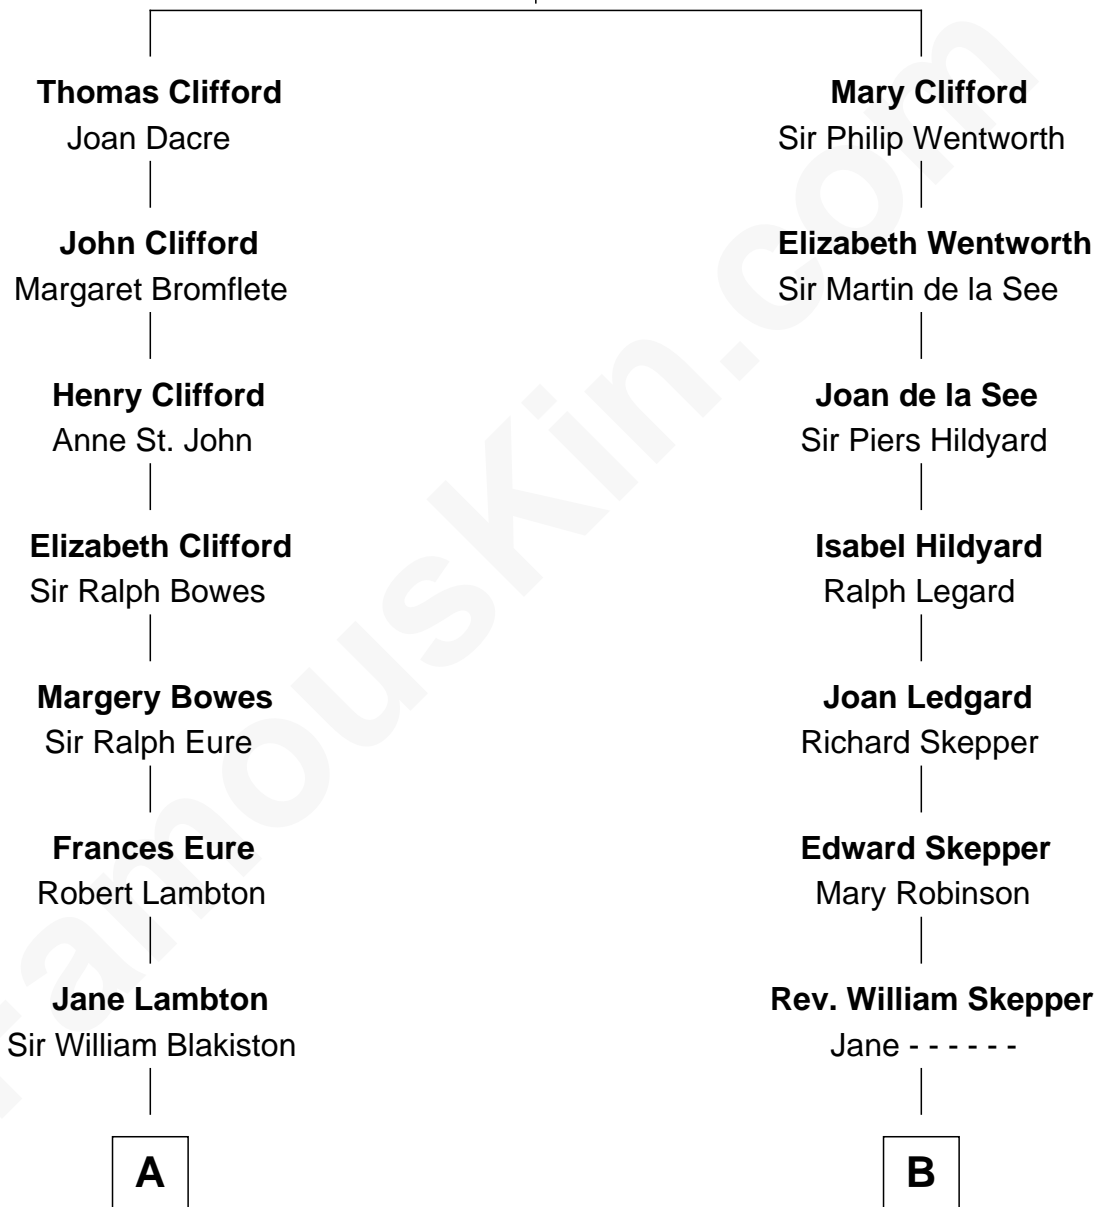 Thomas Clifford
Joan Dacre
John Clifford
Margaret Bromflete
Henry Clifford
Anne St. John
Elizabeth Clifford
Sir Ralph Bowes
Margery Bowes
Sir Ralph Eure
Frances Eure
Robert Lambton
Jane Lambton
Sir William Blakiston
A
Mary Clifford
Sir Philip Wentworth
Elizabeth Wentworth
Sir Martin de la See
Joan de la See
Sir Piers Hildyard
Isabel Hildyard
Ralph Legard
Joan Ledgard
Richard Skepper
Edward Skepper
Mary Robinson
Rev. William Skepper
Jane - - - - - -
B
FamousKin.com